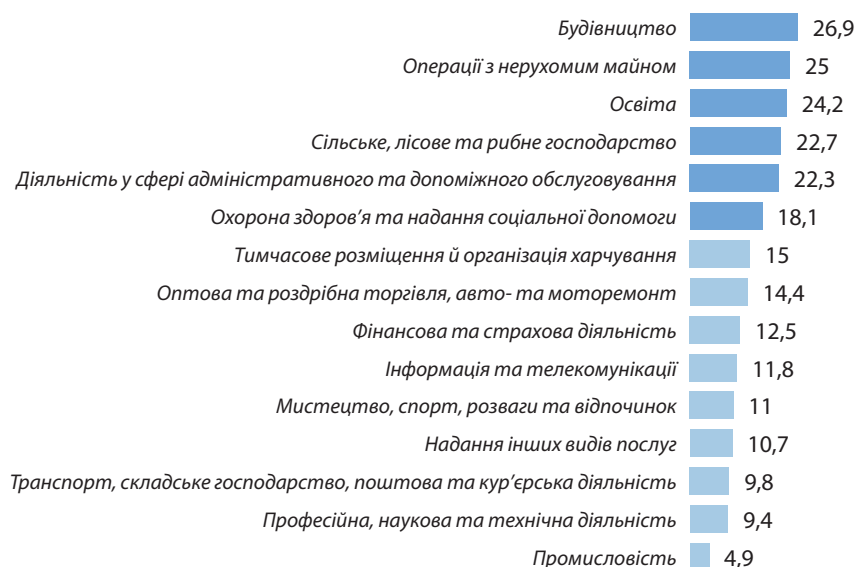 Будівництво 26,9
Операції з нерухомим майном 25
Освіта 24,2
Сільське, лісове та рибне господарство 22,7
Діяльність у сфері адміністративного та допоміжного обслуговування 22,3
Охорона здоров’я та надання соціальної допомоги 18,1
Тимчасове розміщення й організація харчування 15
Оптова та роздрібна торгівля, авто- та моторемонт 14,4
Фінансова та страхова діяльність 12,5
Інформація та телекомунікації 11,8
Мистецтво, спорт, розваги та відпочинок 11
Надання інших видів послуг 10,7
Транспорт, складське господарство, поштова та кур’єрська діяльність 9,8
Професійна, наукова та технічна діяльність 9,4
Промисловість 4,9